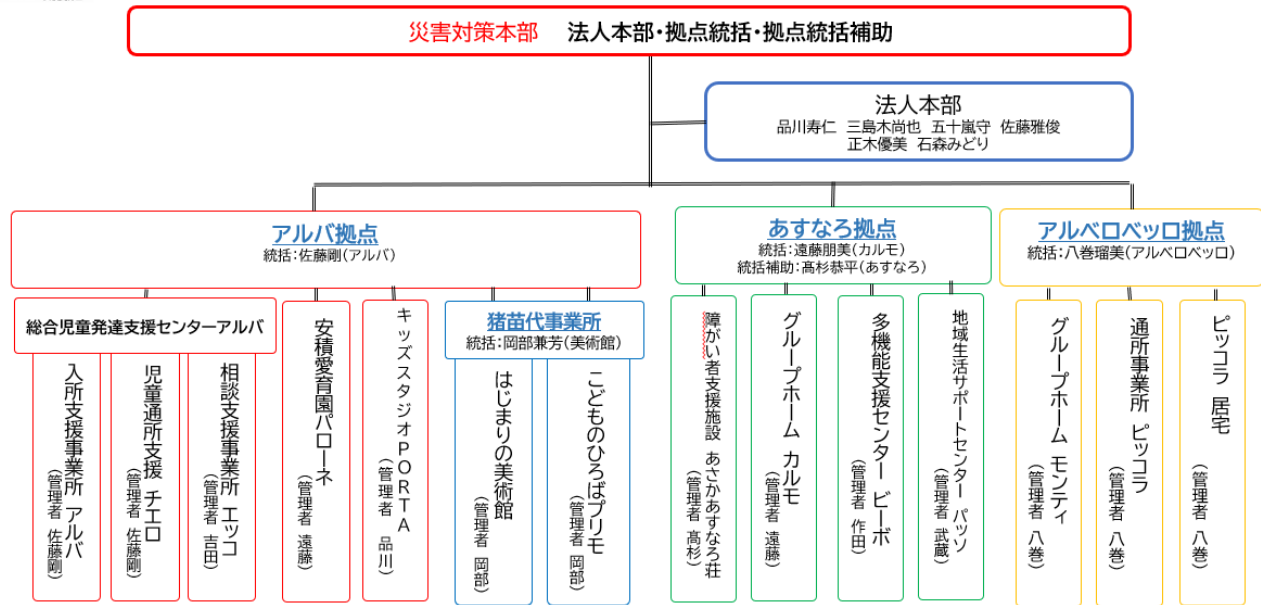 災害対策本部 法人本部・拠点統括・拠点統括補助
法人本部
品川寿仁 三島木尚也 五十嵐守 佐藤雅俊
正木優美 石森みどり
アルバ拠点
統括：佐藤剛（アルバ）
あすなろ拠点
統括：遠藤朋美（カルモ）
統括補助：髙杉恭平（あすなろ）
アルベロベッロ拠点
統括：八巻瑠美（アルベロベッロ）
総合児童発達支援センターアルバ
入所支援事業所 アルバ
（管理者 佐藤剛）
児童通所支援 チエロ
（管理者 佐藤剛）
相談支援事業所 エッコ
（管理者 吉田）
安積愛育園パローネ
（管理者 遠藤）
キッズスタジオPORTA
（管理者 品川）
猪苗代事業所
統括：岡部兼芳（美術館）
はじまりの美術館
（管理者 岡部）
こどものひろばプリモ
（管理者 岡部）
障がい者支援施設 あさかあすなろ荘
（管理者 髙杉）
グループホーム カルモ
（管理者 遠藤）
多機能支援センター ビーボ
（管理者 作田）
地域生活サポートセンター パッソ
（管理者 武蔵）
グループホーム モンティ
（管理者 八巻）
通所事業所 ピッコラ
（管理者 八巻）
ピッコラ 居宅
（管理者 八巻）